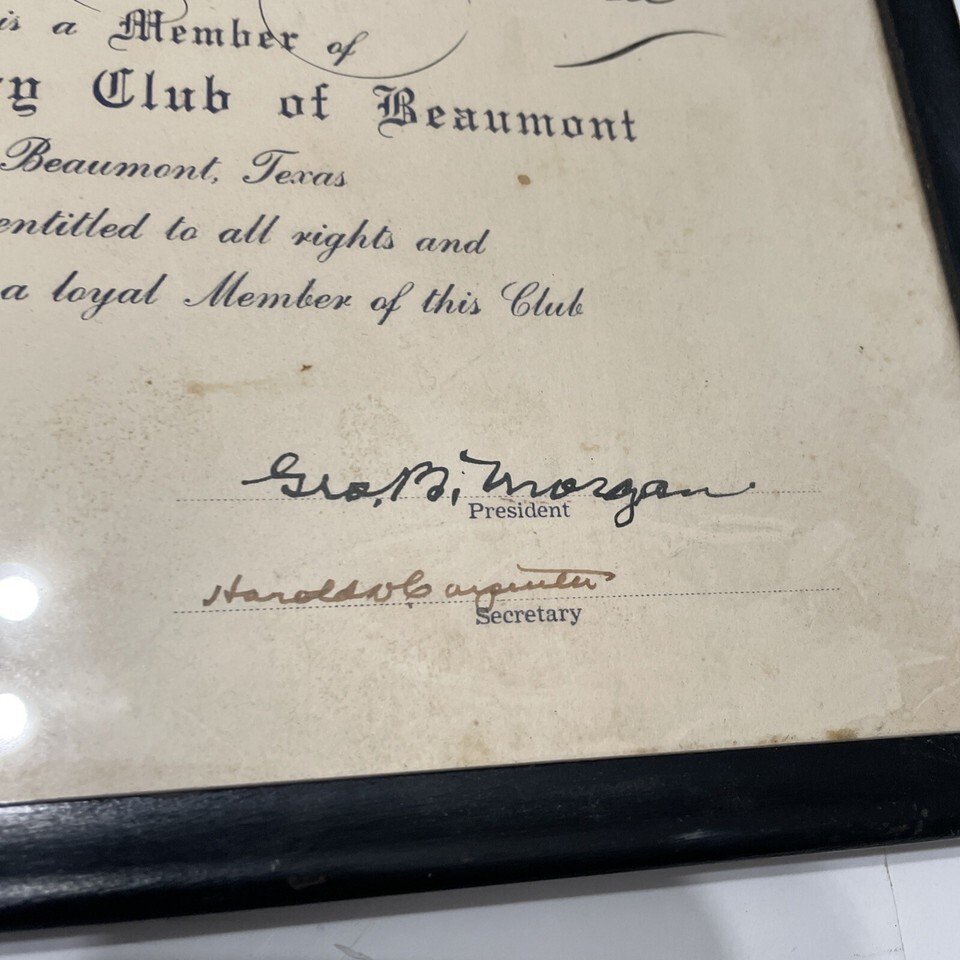 is a Member of
y Club of Beaumont
Beaumont, Texas
entitled to all rights and
a loyal Member of this Club
Geo. B. Morgan
President
Harold W Carpenter
Secretary